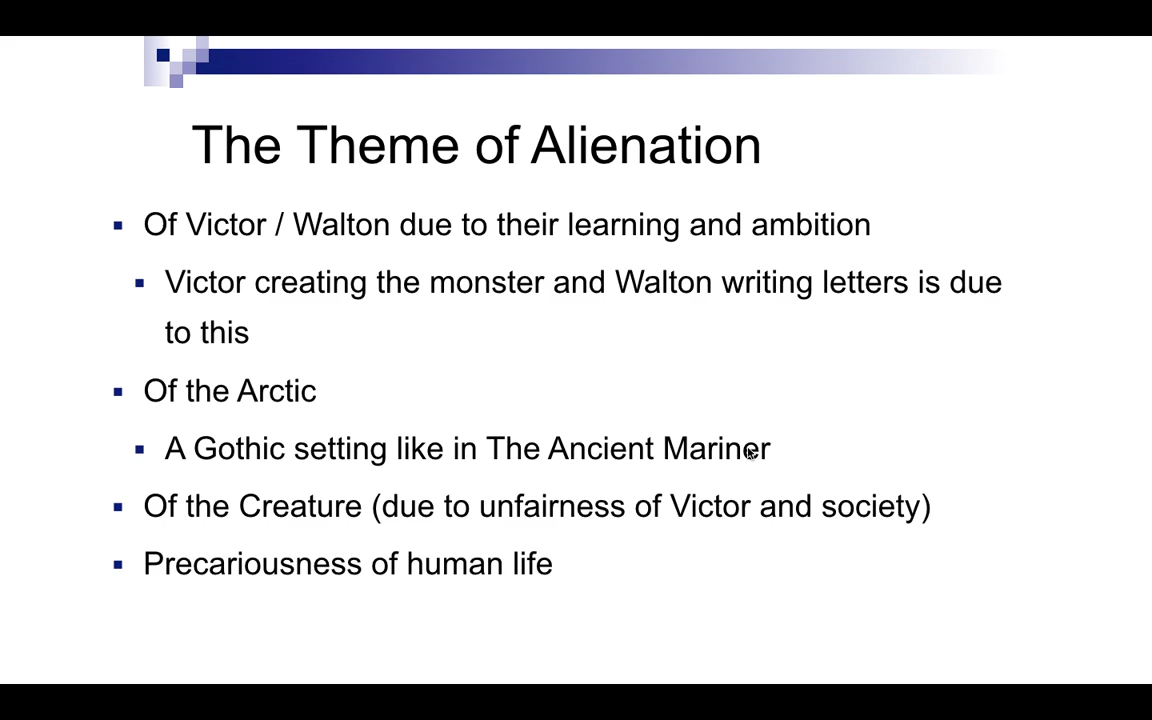 The Theme of Alienation
Of Victor / Walton due to their learning and ambition
Victor creating the monster and Walton writing letters is due
to this
Of the Arctic
A Gothic setting like in The Ancient Mariner
Of the Creature (due to unfairness of Victor and society)
Precariousness of human life